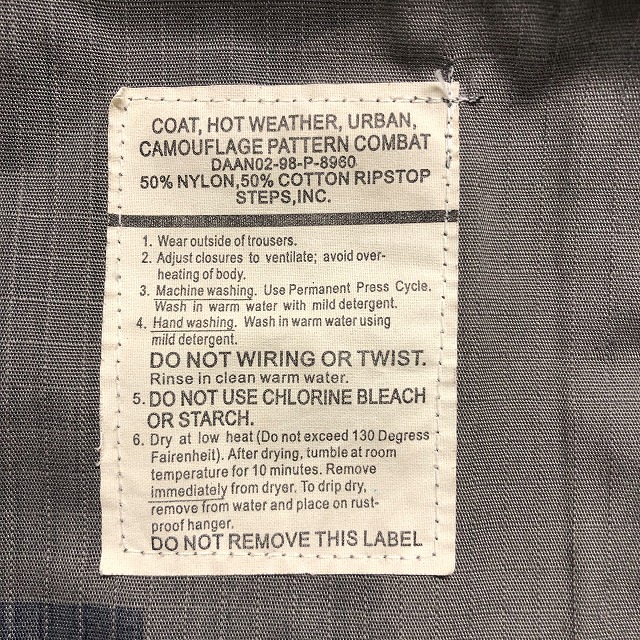 COAT, HOT WEATHER, URBAN,
CAMOUFLAGE PATTERN COMBAT
DAAN02-98-P-8960
50% NYLON,50% COTTON RIPSTOP
STEPS,INC.
1. Wear outside of trousers.
2. Adjust closures to ventilate; avoid over-
heating of body.
3. Machine washing. Use Permanent Press Cycle.
Wash in warm water with mild detergent.
4. Hand washing. Wash in warm water using
mild detergent.
DO NOT WIRING OR TWIST.
Rinse in clean warm water.
5. DO NOT USE CHLORINE BLEACH
OR STARCH.
6. Dry at low heat (Do not exceed 130 Degress
Fairenheit). After drying, tumble at room
temperature for 10 minutes. Remove
immediately from dryer. To drip dry,
remove from water and place on rust-
proof hanger.
DO NOT REMOVE THIS LABEL